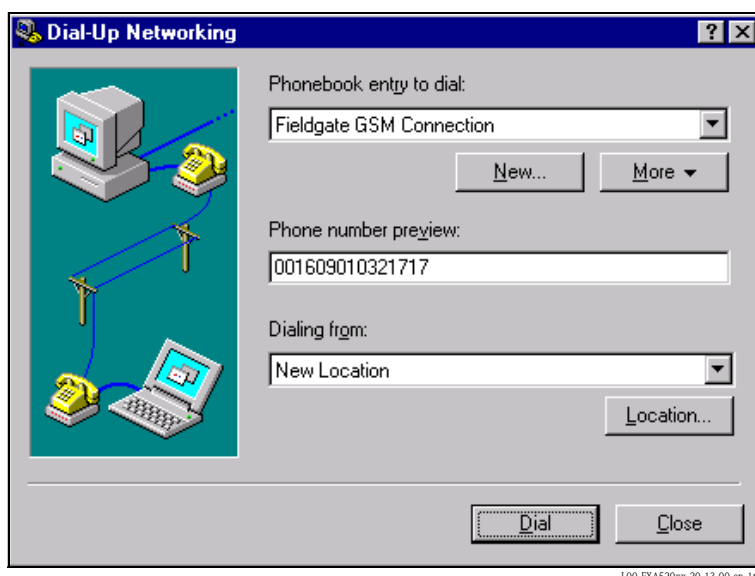 Dial-Up Networking
Phonebook entry to dial:
Fieldgate GSM Connection
New...
More
Phone number preview:
001609010321717
Dialing from:
New Location
Location...
Dial
Close